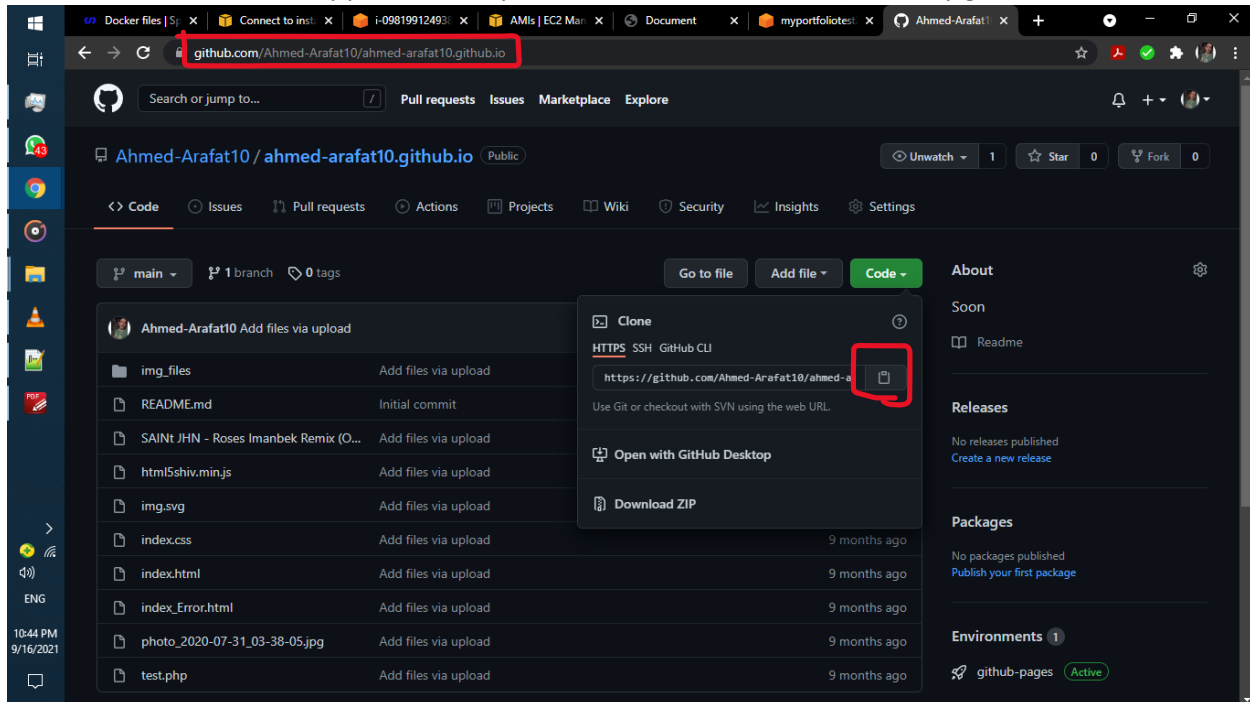 Docker files | Sp
Connect to inst
i-098199124938
AMIs | EC2 Man
Document
myportfoliotest.
Ahmed-Arafat1
github.com/Ahmed-Arafat10/ahmed-arafat10.github.io
Search or jump to...
/
Pull requests Issues Marketplace Explore
43
Ahmed-Arafat10 / ahmed-arafat10.github.io Public
Unwatch 1 Star 0 Fork 0
<> Code Issues Pull requests Actions Projects Wiki Security Insights Settings
main 1 branch 0 tags
Go to file Add file Code
Ahmed-Arafat10 Add files via upload
img_files Add files via upload
README.md Initial commit
SAINt JHN - Roses Imanbek Remix (O... Add files via upload
html5shiv.min.js Add files via upload
img.svg Add files via upload
index.css Add files via upload 9 months ago
index.html Add files via upload 9 months ago
index_Error.html Add files via upload 9 months ago
photo_2020-07-31_03-38-05.jpg Add files via upload 9 months ago
test.php Add files via upload 9 months ago
Clone
HTTPS SSH GitHub CLI
https://github.com/Ahmed-Arafat10/ahmed-a
Use Git or checkout with SVN using the web URL.
Open with GitHub Desktop
Download ZIP
About
Soon
Readme
Releases
No releases published
Create a new release
Packages
No packages published
Publish your first package
Environments 1
github-pages Active
PDF
ENG
10:44 PM
9/16/2021